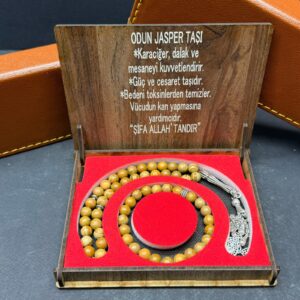 ODUN JASPER TAŞI
*Karaciğer, dalak ve
mesaneyi kuvvetlendirir.
*Güç ve cesaret taşıdır.
*Bedeni toksinlerden temizler.
Vücudun kan yapmasına
yardımcıdır.
"ŞİFA ALLAH' TANDIR"